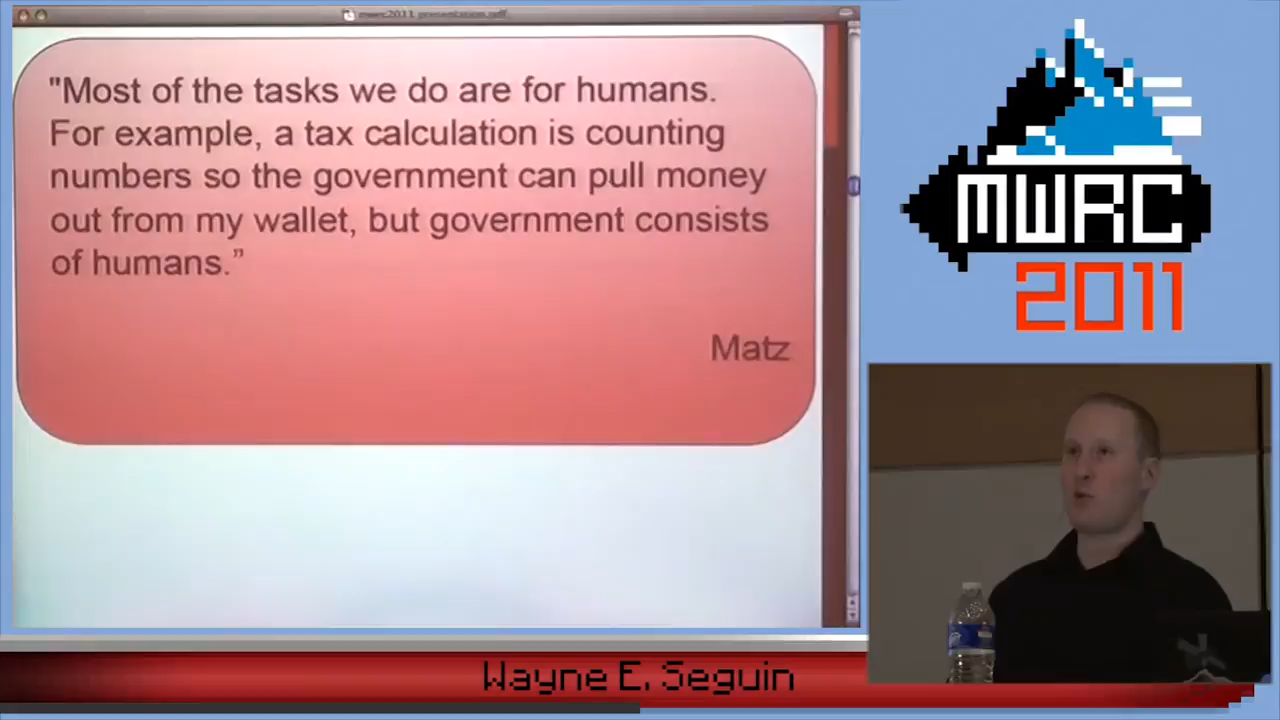 mwrc2011 presentation.pdf
"Most of the tasks we do are for humans.
For example, a tax calculation is counting
numbers so the government can pull money
out from my wallet, but government consists
of humans.”
Matz
MWRC
2011
Wayne E. Seguin